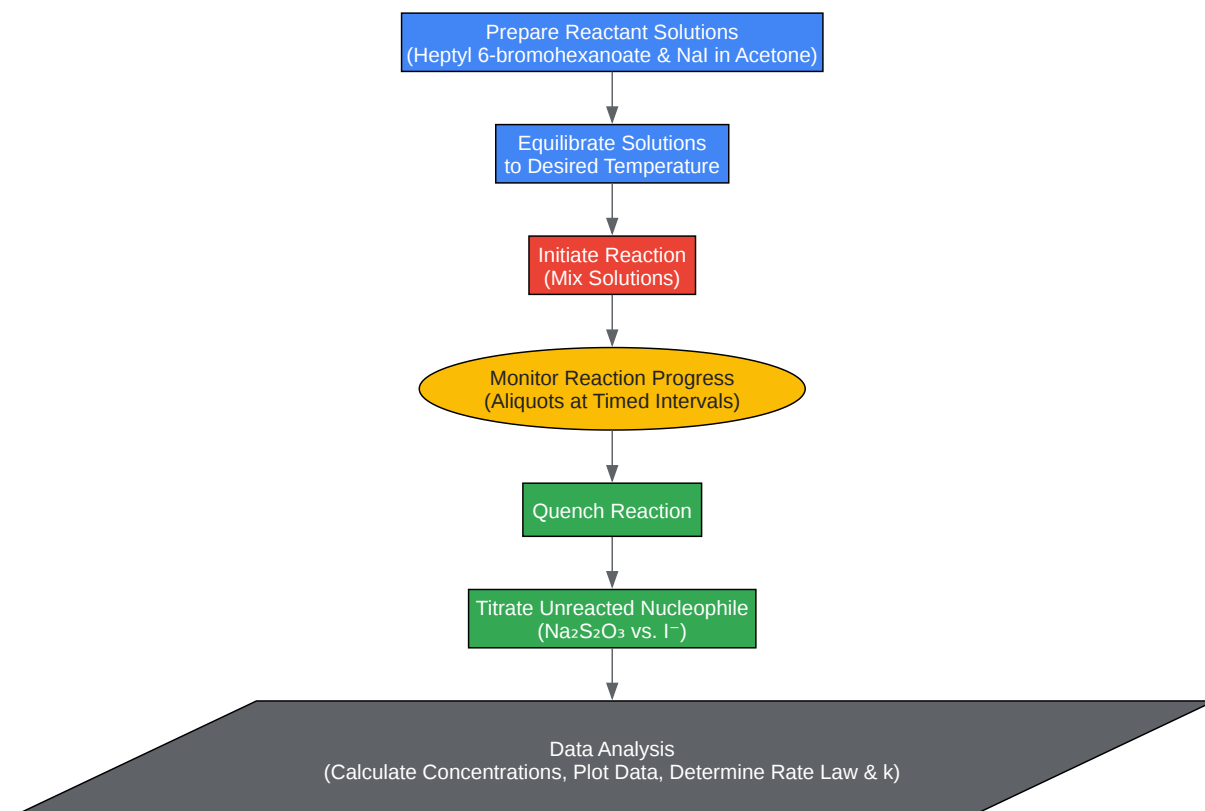 Prepare Reactant Solutions
(Heptyl 6-bromohexanoate & NaI in Acetone)
Equilibrate Solutions
to Desired Temperature
Initiate Reaction
(Mix Solutions)
Monitor Reaction Progress
(Aliquots at Timed Intervals)
Quench Reaction
Titrate Unreacted Nucleophile
(Na₂S₂O₃ vs. I⁻)
Data Analysis
(Calculate Concentrations, Plot Data, Determine Rate Law & k)